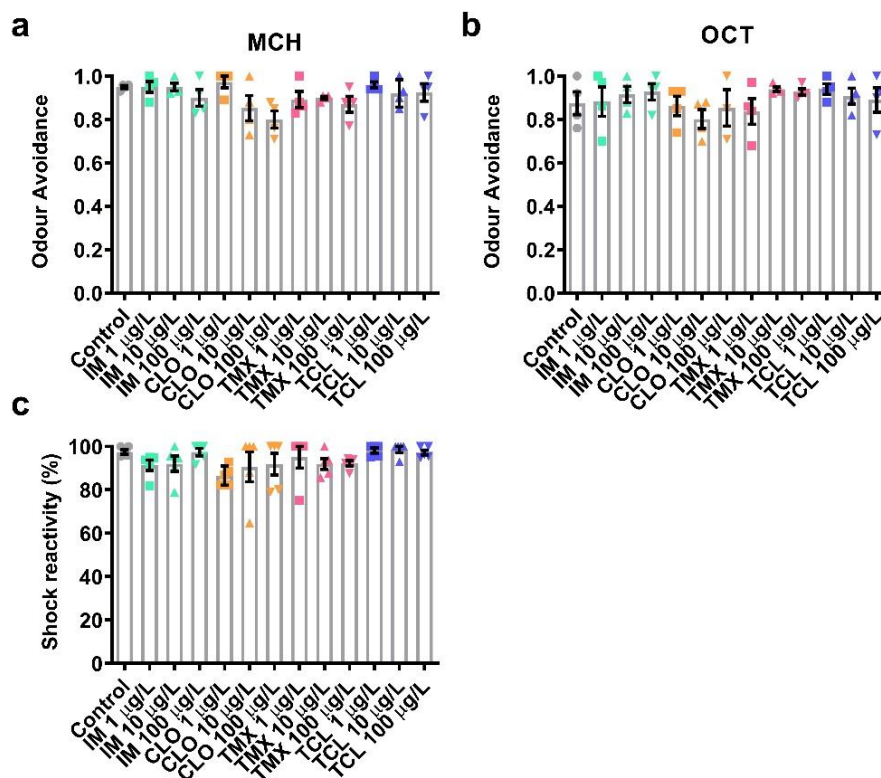 a
MCH
Odour Avoidance
1.0
0.8
0.6
0.4
0.2
0.0
Control
IM 1 µg/L
IM 10 µg/L
IM 100 µg/L
CLO 1 µg/L
CLO 10 µg/L
CLO 100 µg/L
TMX 1 µg/L
TMX 10 µg/L
TMX 100 µg/L
TCL 1 µg/L
TCL 10 µg/L
TCL 100 µg/L
b
OCT
Odour Avoidance
1.0
0.8
0.6
0.4
0.2
0.0
Control
IM 1 µg/L
IM 10 µg/L
IM 100 µg/L
CLO 1 µg/L
CLO 10 µg/L
CLO 100 µg/L
TMX 1 µg/L
TMX 10 µg/L
TMX 100 µg/L
TCL 1 µg/L
TCL 10 µg/L
TCL 100 µg/L
c
Shock reactivity (%)
100
80
60
40
20
0
Control
IM 1 µg/L
IM 10 µg/L
IM 100 µg/L
CLO 1 µg/L
CLO 10 µg/L
CLO 100 µg/L
TMX 1 µg/L
TMX 10 µg/L
TMX 100 µg/L
TCL 1 µg/L
TCL 10 µg/L
TCL 100 µg/L